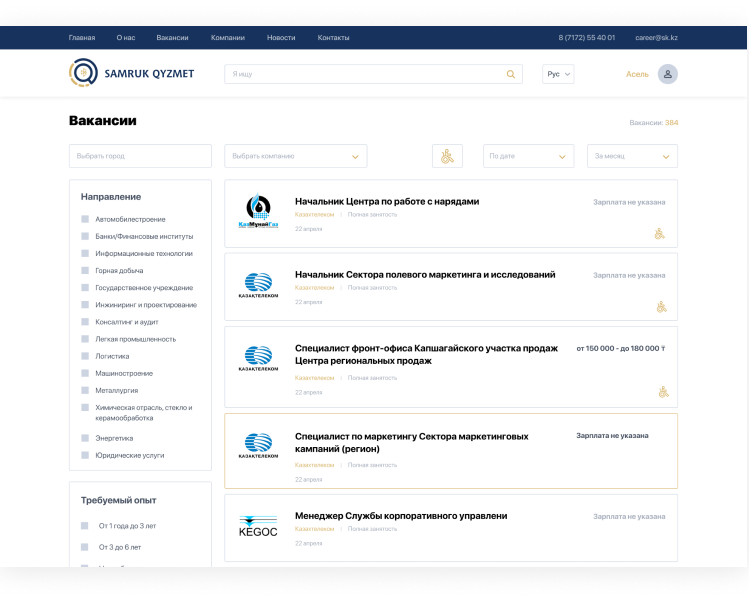 Главная О нас Вакансии Компании Новости Контакты 8 (7172) 55 40 01 career@sk.kz
SAMRUK QYZMET Я ищу Рус Асель
Вакансии Вакансии: 384
Выбрать город Выбрать компанию По дате За месяц
Направление
Автомобилестроение
Банки/Финансовые институты
Информационные технологии
Горная добыча
Государственное учреждение
Инжиниринг и проектирование
Консалтинг и аудит
Легкая промышленность
Логистика
Машиностроение
Металлургия
Химическая отрасль, стекло и
керамообработка
Энергетика
Юридические услуги
Требуемый опыт
От 1 года до 3 лет
От 3 до 6 лет
ҚазМұнайГаз
Начальник Центра по работе с нарядами Зарплата не указана
Казахтелеком | Полная занятость
22 апреля
ҚАЗАҚТЕЛЕКОМ
Начальник Сектора полевого маркетинга и исследований Зарплата не указана
Казахтелеком | Полная занятость
22 апреля
ҚАЗАҚТЕЛЕКОМ
Специалист фронт-офиса Капшагайского участка продаж от 150 000 - до 180 000 ₸
Центра региональных продаж
Казахтелеком | Полная занятость
22 апреля
ҚАЗАҚТЕЛЕКОМ
Специалист по маркетингу Сектора маркетинговых Зарплата не указана
кампаний (регион)
Казахтелеком | Полная занятость
22 апреля
KEGOC
Менеджер Службы корпоративного управлени Зарплата не указана
Казахтелеком | Полная занятость
22 апреля